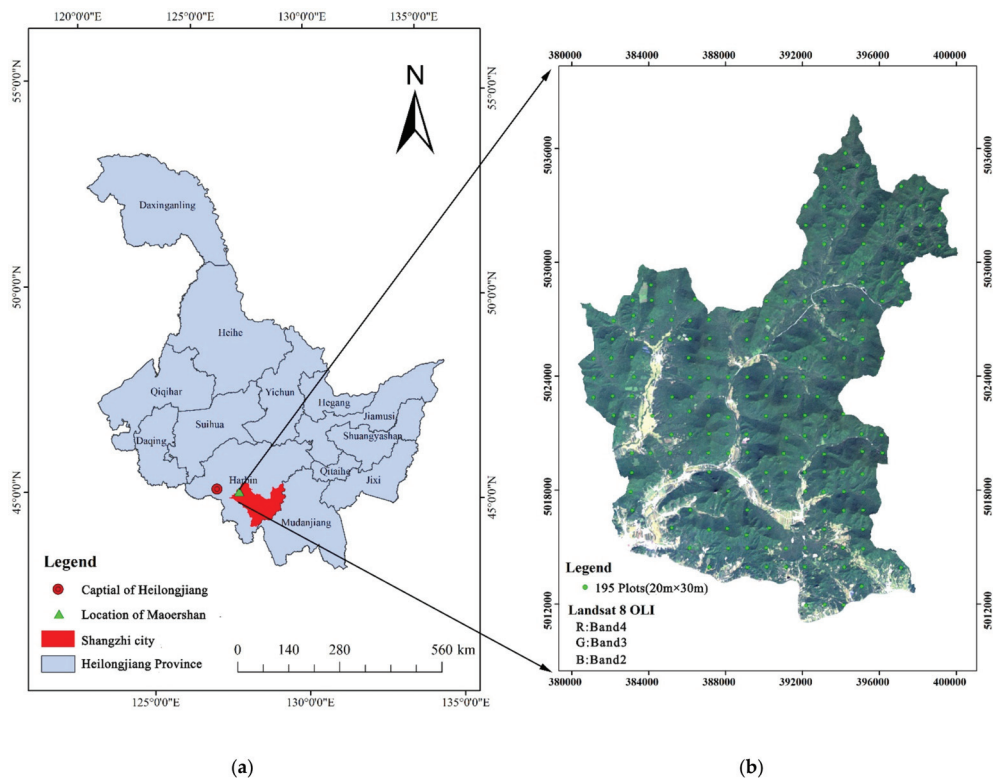 120°0'0"E 125°0'0"E 130°0'0"E 135°0'0"E
55°0'0"N
50°0'0"N
45°0'0"N
55°0'0"N
50°0'0"N
45°0'0"N
N
Daxinganling
Heihe
Qiqihar
Yichun
Hegang
Jiamusi
Suihua
Shuangyashan
Daqing
Qitaihe
Jixi
Harbin
Mudanjiang
Legend
Captial of Heilongjiang
Location of Maoershan
Shangzhi city
Heilongjiang Province
0 140 280 560 km
125°0'0"E 130°0'0"E 135°0'0"E
(a)
380000 384000 388000 392000 396000 400000
5036000
5030000
5024000
5018000
5012000
5036000
5030000
5024000
5018000
5012000
Legend
195 Plots(20m×30m)
Landsat 8 OLI
R:Band4
G:Band3
B:Band2
380000 384000 388000 392000 396000 400000
(b)